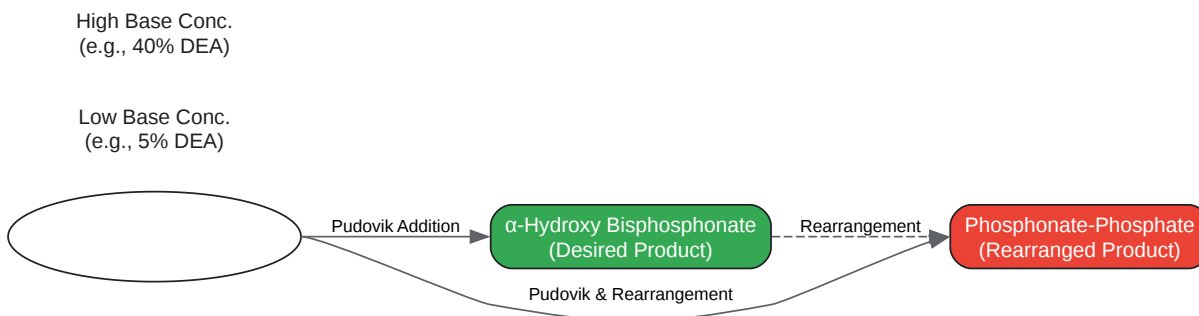 High Base Conc.
(e.g., 40% DEA)
Low Base Conc.
(e.g., 5% DEA)
Pudovik Addition
α-Hydroxy Bisphosphonate
(Desired Product)
Rearrangement
Phosphonate-Phosphate
(Rearranged Product)
Pudovik & Rearrangement